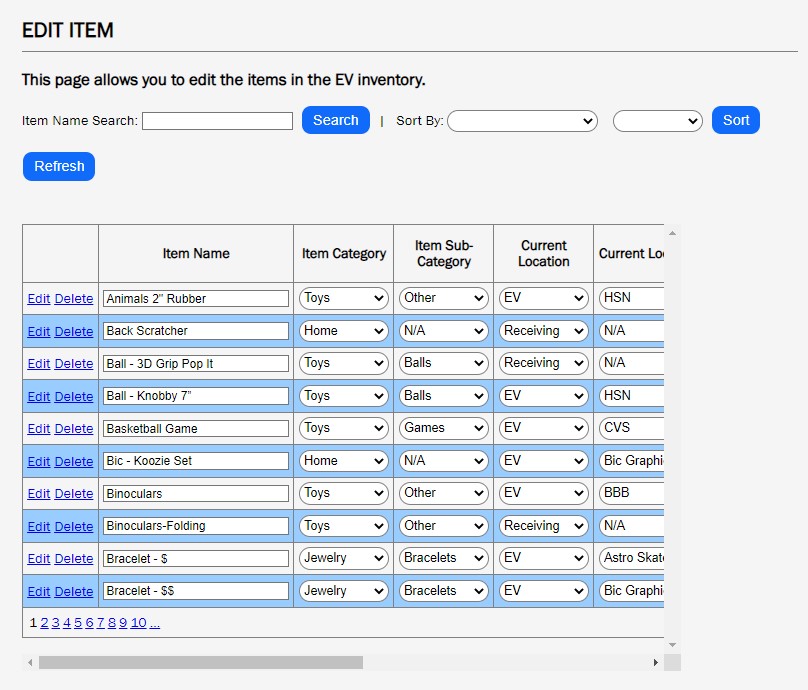 EDIT ITEM
This page allows you to edit the items in the EV inventory.
Item Name Search: Search | Sort By: Sort
Refresh
Item Name Item Category Item Sub-Category Current Location Current Loc
Edit Delete Animals 2" Rubber Toys Other EV HSN
Edit Delete Back Scratcher Home N/A Receiving N/A
Edit Delete Ball - 3D Grip Pop It Toys Balls Receiving N/A
Edit Delete Ball - Knobby 7" Toys Balls EV HSN
Edit Delete Basketball Game Toys Games EV CVS
Edit Delete Bic - Koozie Set Home N/A EV Bic Graphi
Edit Delete Binoculars Toys Other EV BBB
Edit Delete Binoculars-Folding Toys Other Receiving N/A
Edit Delete Bracelet - $ Jewelry Bracelets EV Astro Skat
Edit Delete Bracelet - $$ Jewelry Bracelets EV Bic Graphi
1 2 3 4 5 6 7 8 9 10 ...